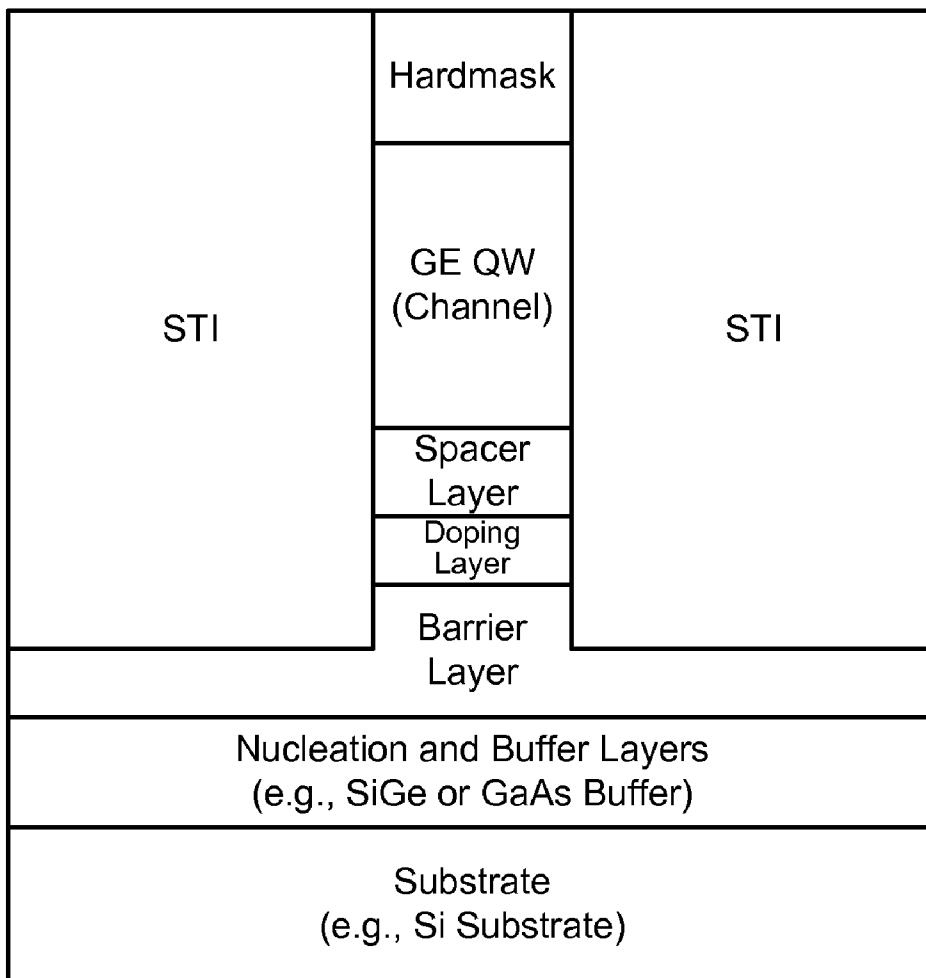 Hardmask
GE QW
(Channel)
STI
STI
Spacer
Layer
Doping
Layer
Barrier
Layer
Nucleation and Buffer Layers
(e.g., SiGe or GaAs Buffer)
Substrate
(e.g., Si Substrate)